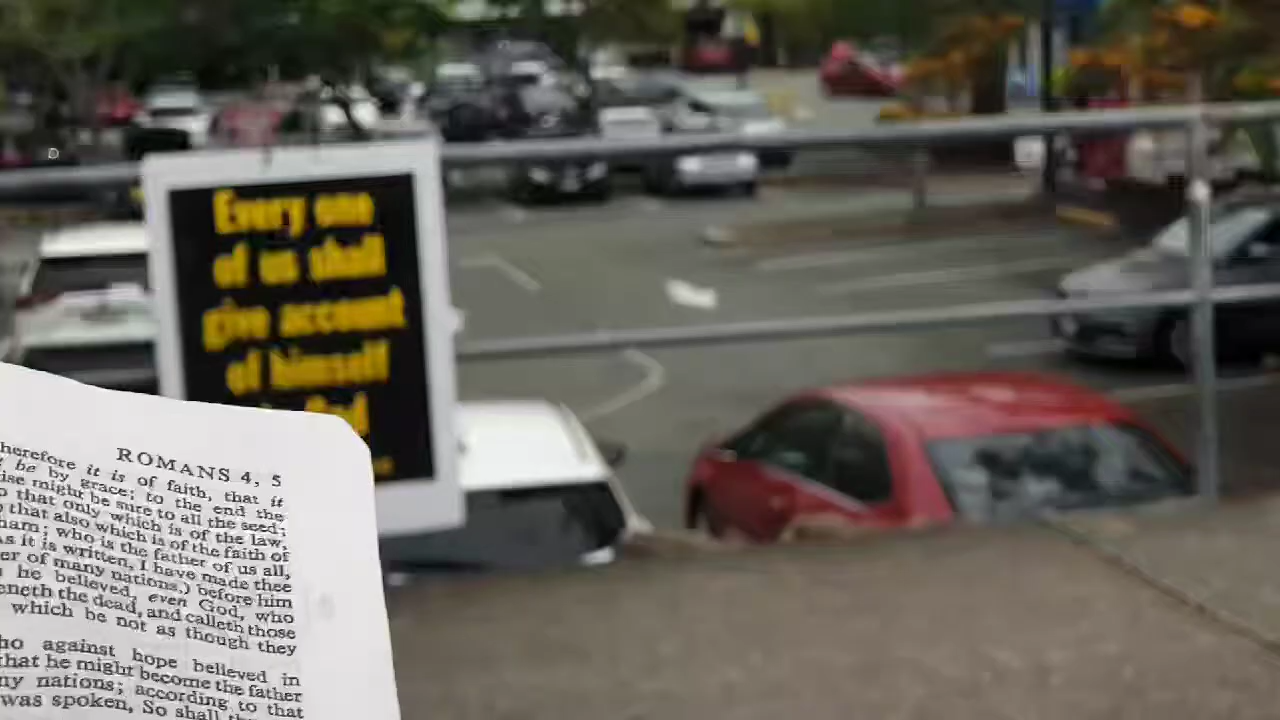 Every one
of us shall
give account
of himself
God
ROMANS 4, 5
herefore it is of faith, that it
be by grace; to the end the
ise might be sure to all the seed;
that only which is of the law,
that also which is of the faith of
ham; who is the father of us all,
s it is written, I have made thee
er of many nations,) before him
he believed, even God, who
eneth the dead, and calleth those
which be not as though they
ho against hope believed in
that he might become the father
ny nations; according to that
was spoken, So shall